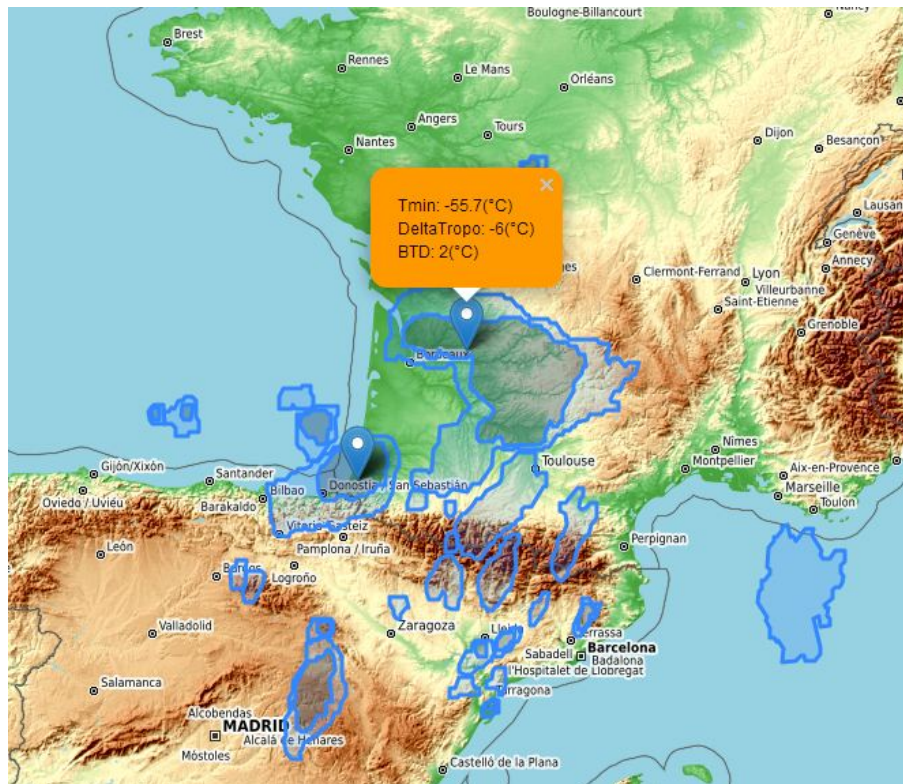 Nancy
Boulogne-Billancourt
Brest
Rennes
Le Mans
Orléans
Angers
Tours
Dijon
Besançon
Nantes
×
Tmin: -55.7(°C)
DeltaTropo: -6(°C)
BTD: 2(°C)
Lausan
Genève
Annecy
Clermont-Ferrand
Lyon
Villeurbanne
Saint-Etienne
Grenoble
Bordeaux
Nîmes
Montpellier
Toulouse
Aix-en-Provence
Marseille
Toulon
Gijón/Xixón
Santander
Oviedo / Uviéu
Bilbao
Barakaldo
Donostia / San Sebastián
Vitoria-Gasteiz
Pamplona / Iruña
Perpignan
León
Burgos
Logroño
Valladolid
Zaragoza
Lleida
Terrassa
Sabadell
Barcelona
Badalona
l'Hospitalet de Llobregat
Tarragona
Salamanca
Alcobendas
MADRID
Alcalá de Henares
Móstoles
Castelló de la Plana